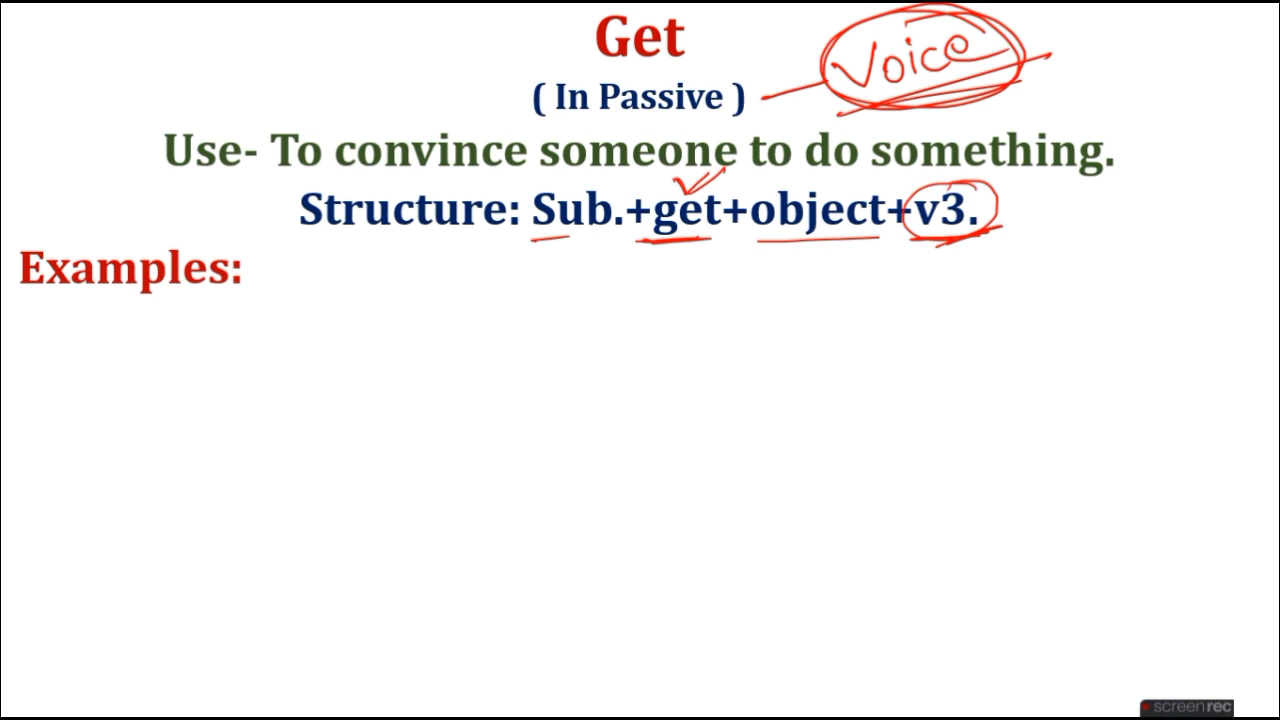 Get
Voice
( In Passive )
Use- To convince someone to do something.
Structure: Sub.+get+object+v3.
Examples:
screenrec